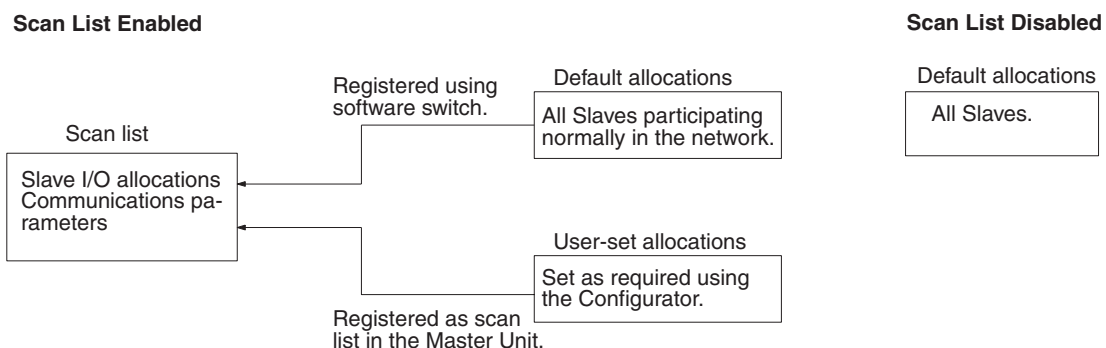 Scan List Enabled
Scan List Disabled
Registered using
software switch.
Default allocations
All Slaves participating
normally in the network.
Default allocations
All Slaves.
Scan list
Slave I/O allocations
Communications pa-
rameters
User-set allocations
Set as required using
the Configurator.
Registered as scan
list in the Master Unit.